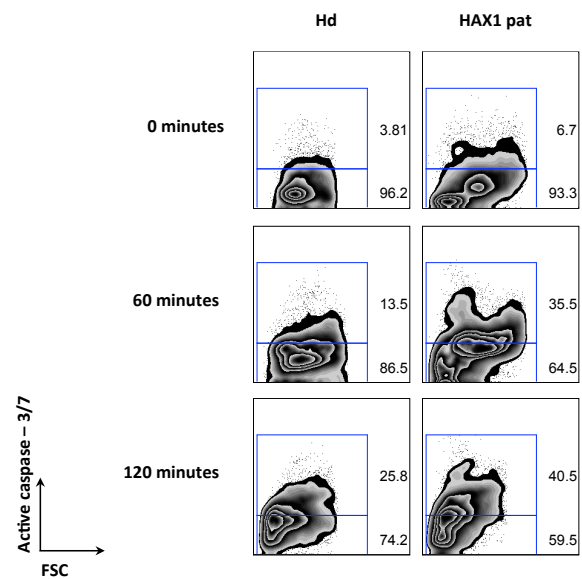 Hd HAX1 pat
0 minutes 3.81 6.7
96.2 93.3
60 minutes 13.5 35.5
86.5 64.5
120 minutes 25.8 40.5
74.2 59.5
Active caspase – 3/7
FSC